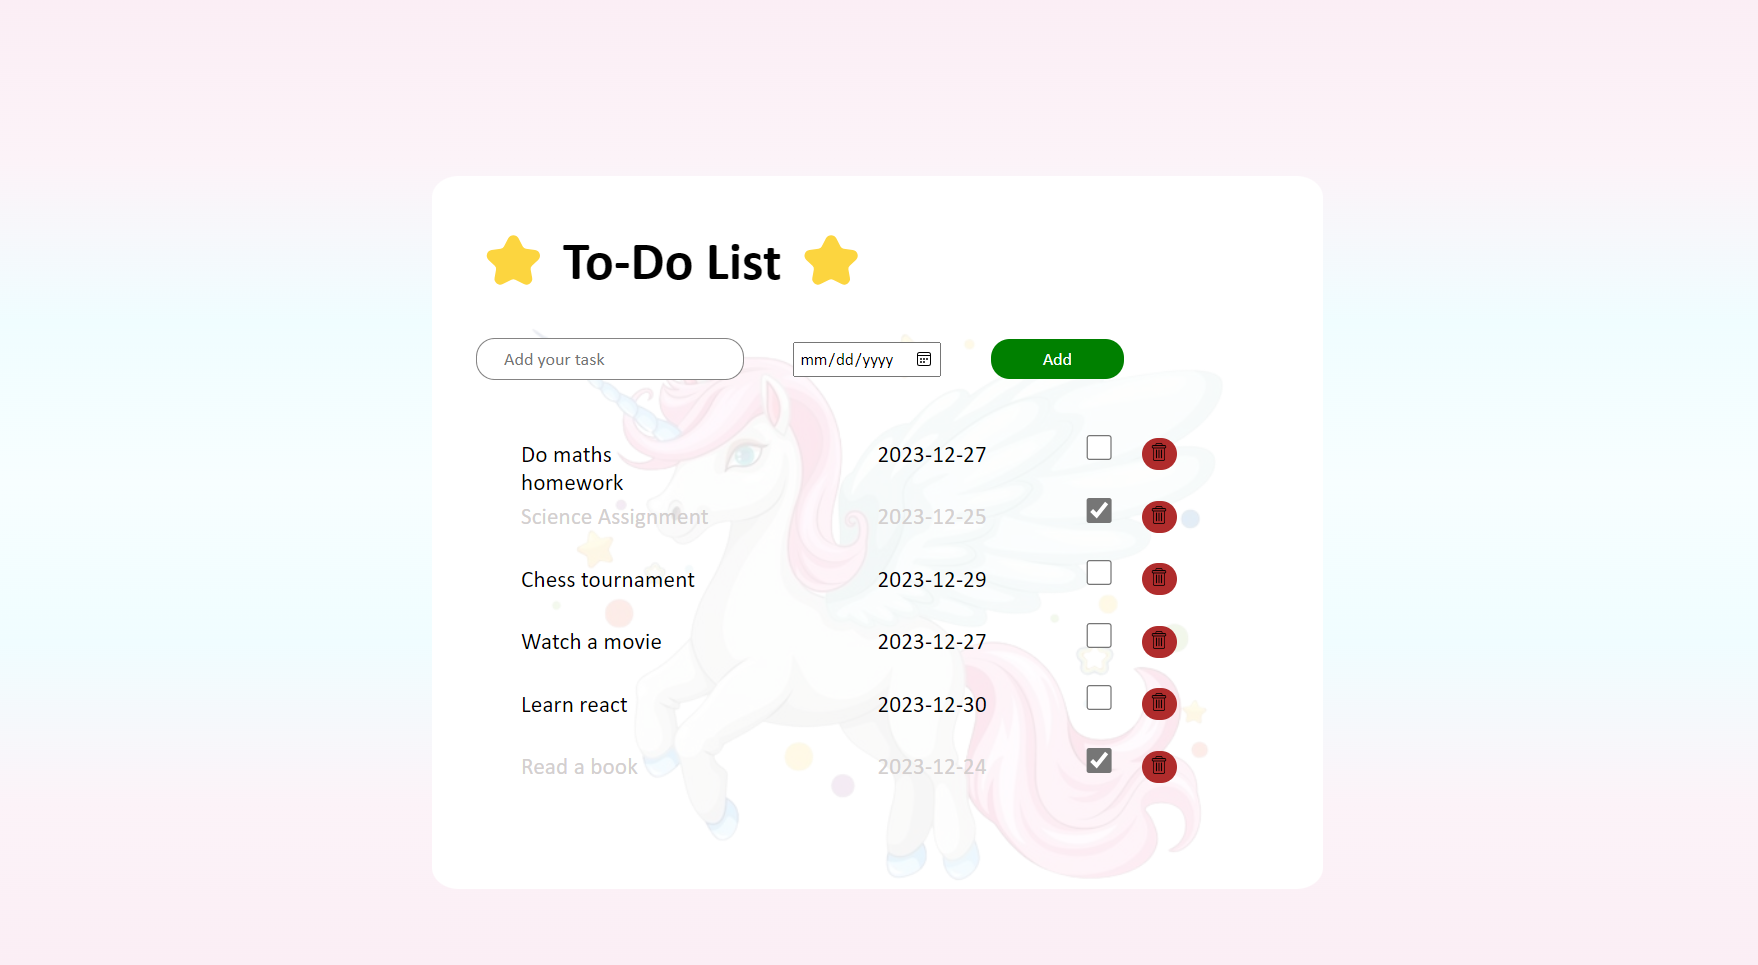 To-Do List
Add your task mm/dd/yyyy Add
Do maths 2023-12-27
homework
Science Assignment 2023-12-25
Chess tournament 2023-12-29
Watch a movie 2023-12-27
Learn react 2023-12-30
Read a book 2023-12-24